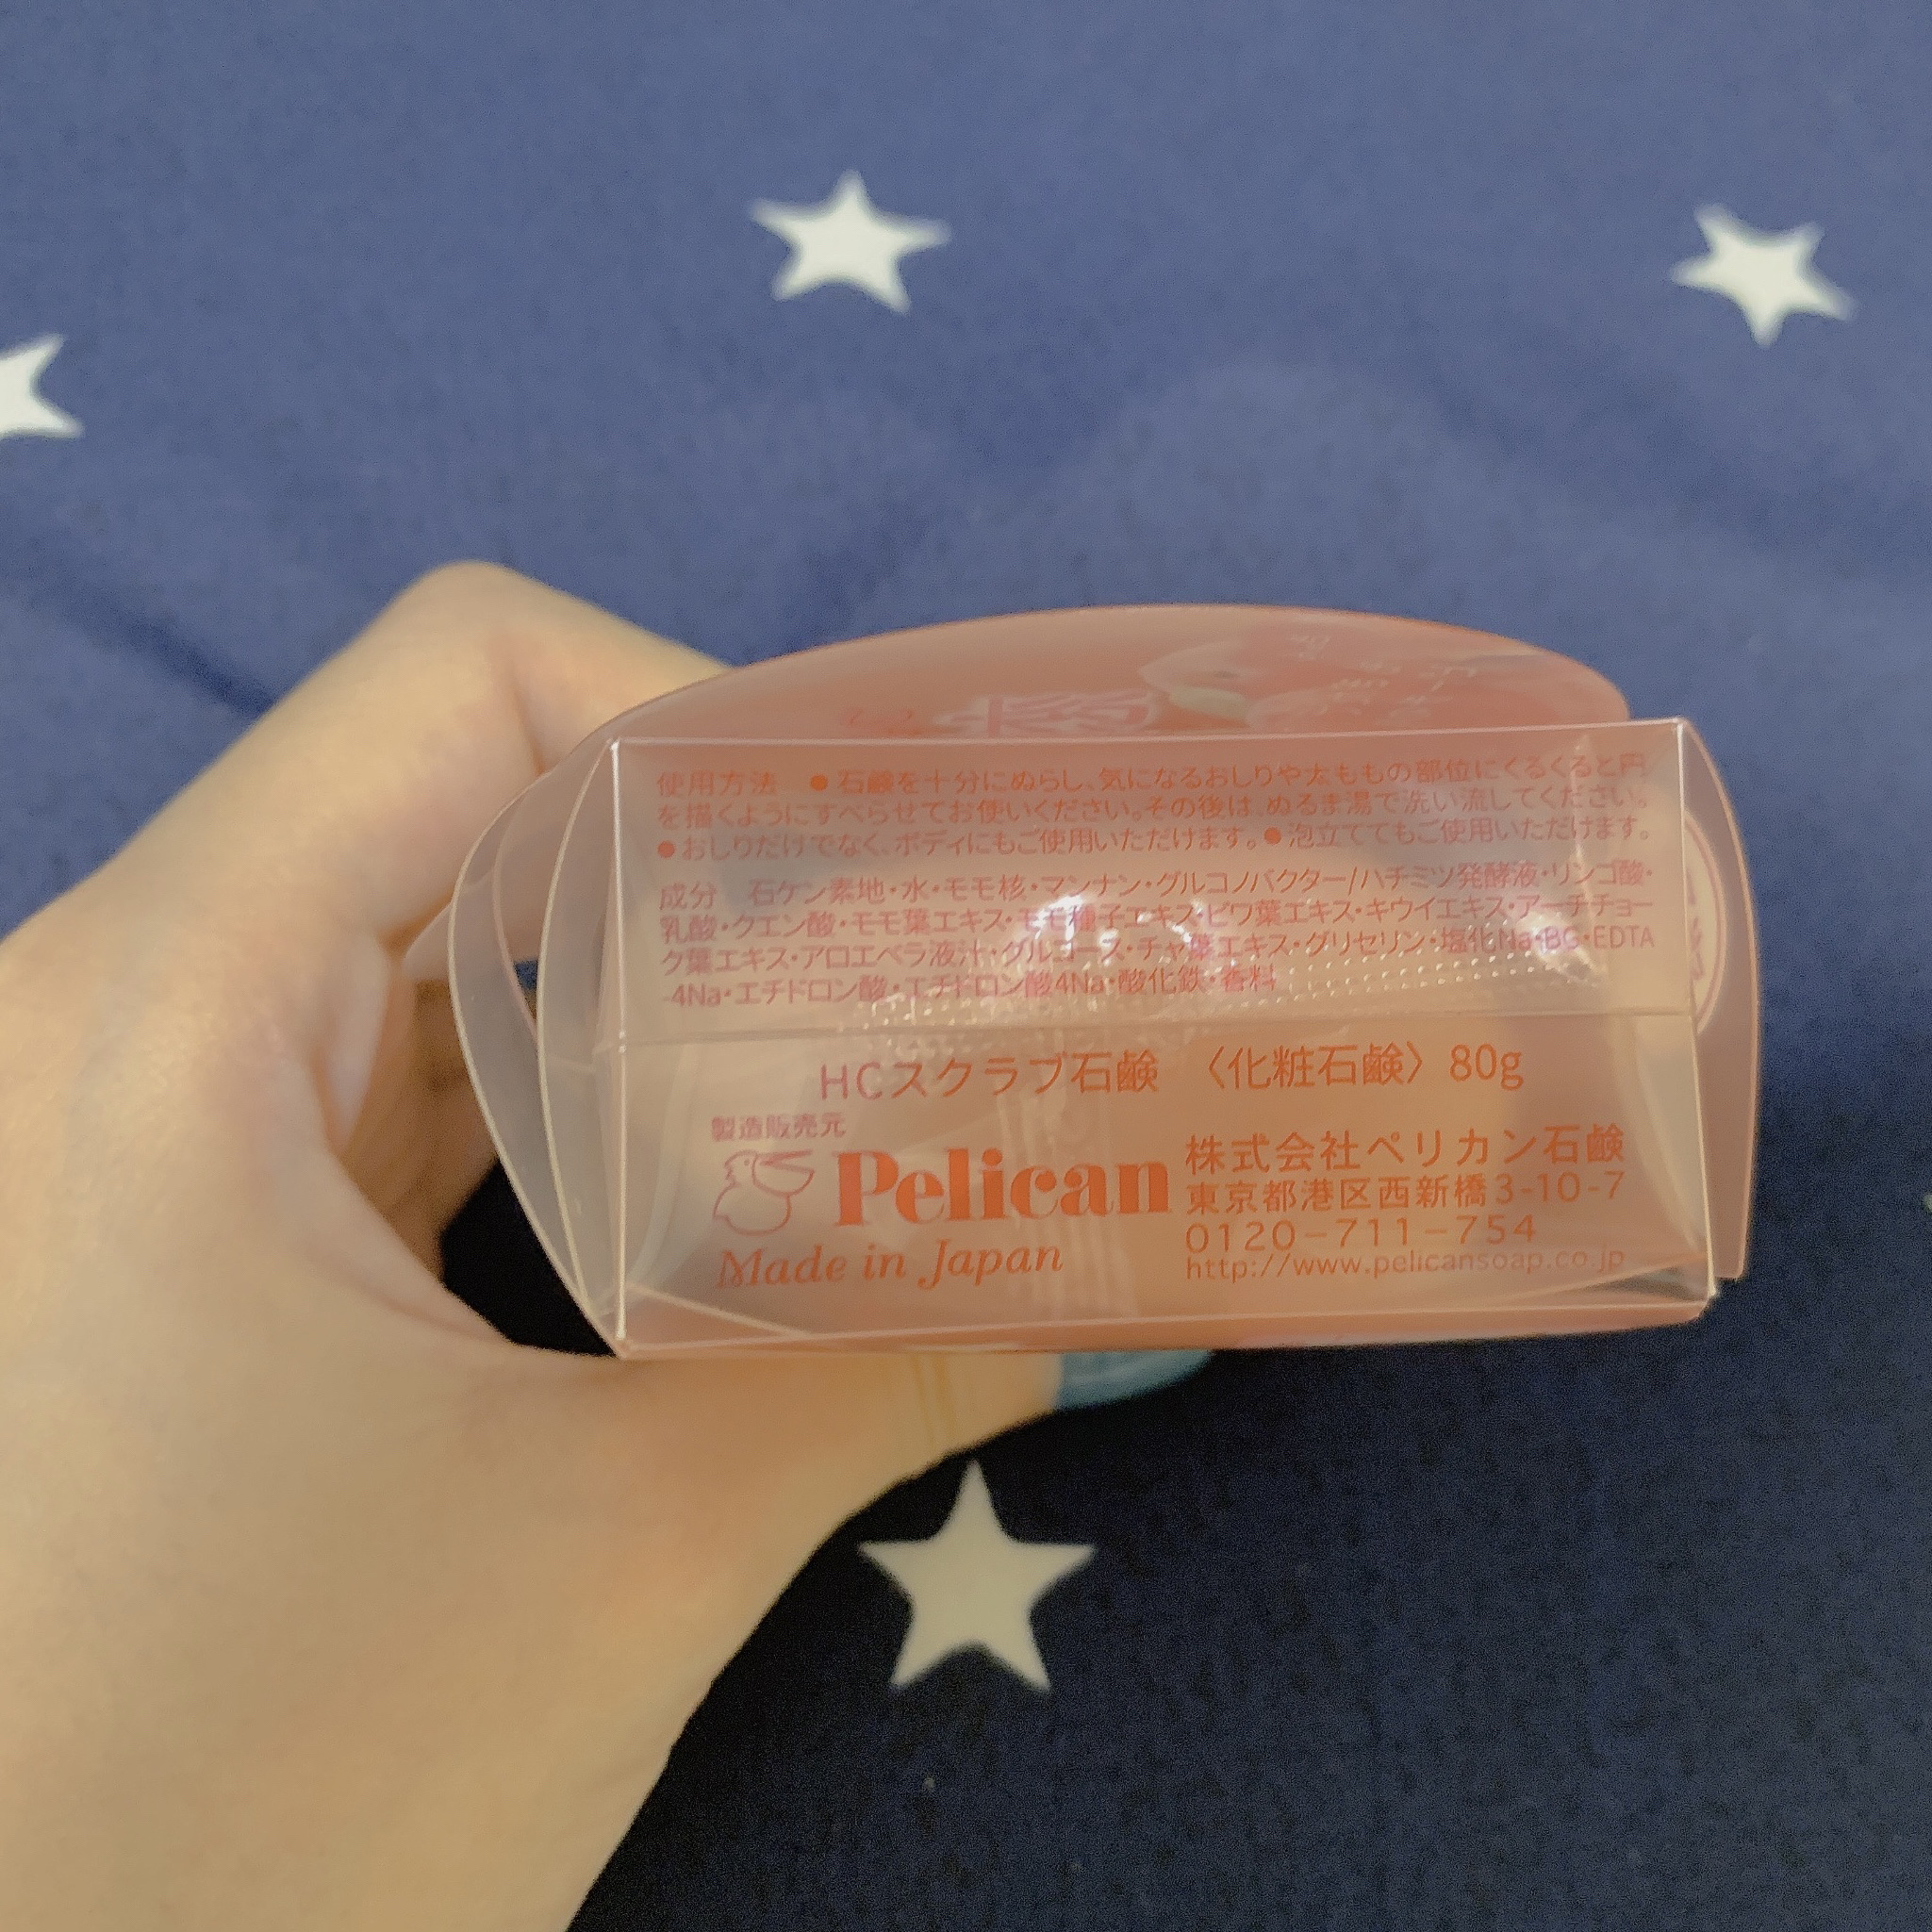 使用方法 ●石鹸を十分にぬらし、気になるおしりや太ももの部位にくるくると円
を描くようにすべらせてお使いください。その後は、ぬるま湯で洗い流してください。
●おしりだけでなく、ボディにもご使用いただけます。●泡立ててもご使用いただけます。
成分 石ケン素地・水・モモ核・マンナン・グルコノバクター/ハチミツ発酵液・リンゴ酸・
乳酸・クエン酸・モモ葉エキス・モモ種子エキス・ビワ葉エキス・キウイエキス・アーチチョー
ク葉エキス・アロエベラ液汁・グルコース・チャ葉エキス・グリセリン・塩化Na・BG・EDTA
-4Na・エチドロン酸・エチドロン酸4Na・酸化鉄・香料
HCスクラブ石鹸 〈化粧石鹸〉80g
製造販売元
Pelican
Made in Japan
株式会社ペリカン石鹸
東京都港区西新橋3-10-7
0120-711-754
http://www.pelicansoap.co.jp